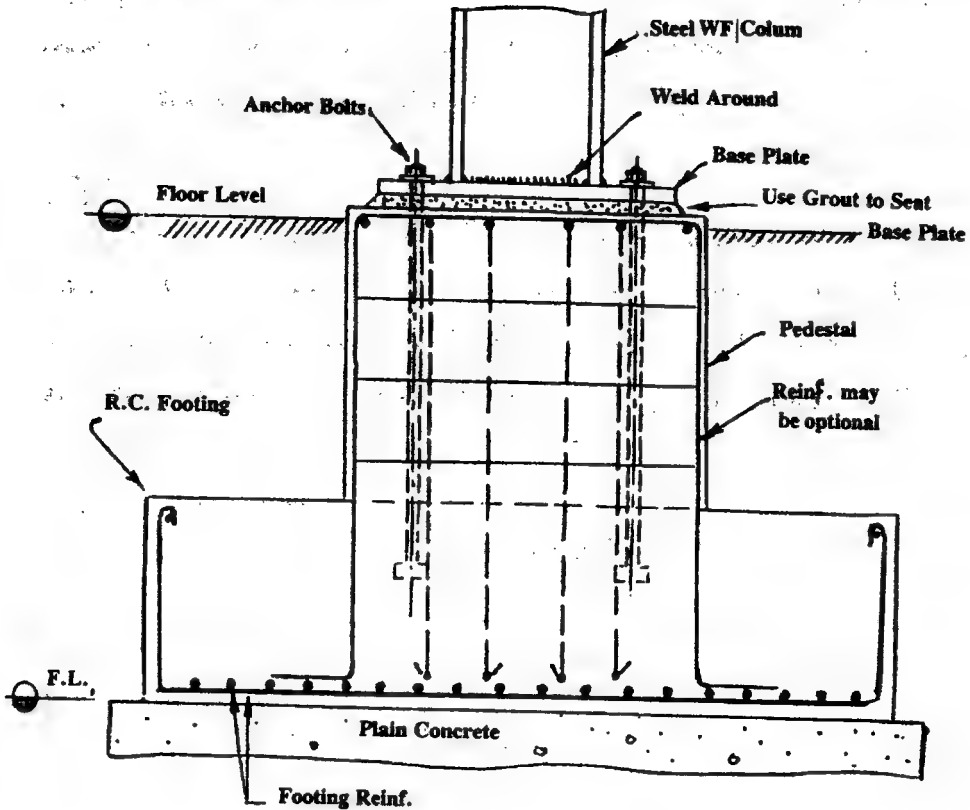 .Steel WF|Colum
Weld Around
Anchor Bolts
Base Plate
Floor Level
Use Grout to Seat
Base Plate
Pedestal
R.C. Footing
Reinf. may
be optional
F.L.
Plain Concrete
Footing Reinf.